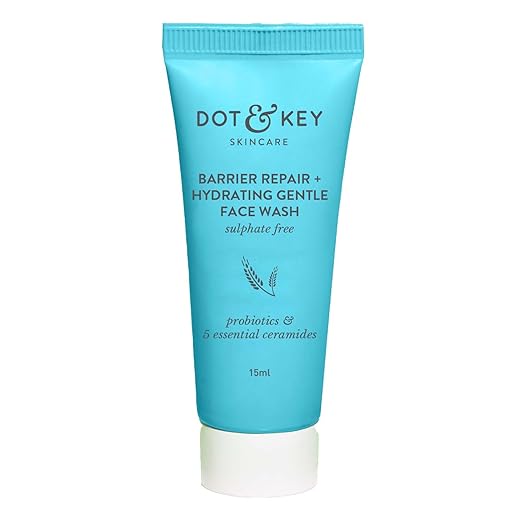 DOT & KEY
SKINCARE
BARRIER REPAIR +
HYDRATING GENTLE
FACE WASH
sulphate free
probiotics &
5 essential ceramides
15ml